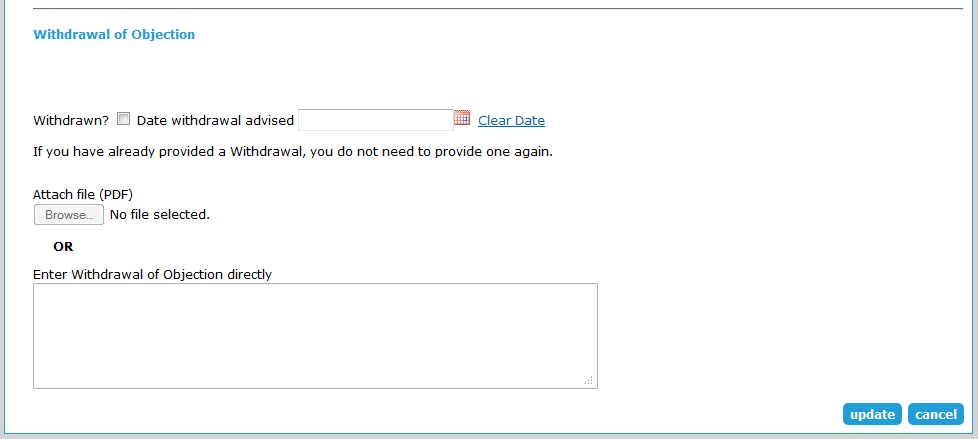 Withdrawal of Objection
Withdrawn? Date withdrawal advised Clear Date
If you have already provided a Withdrawal, you do not need to provide one again.
Attach file (PDF)
Browse... No file selected.
OR
Enter Withdrawal of Objection directly
update cancel